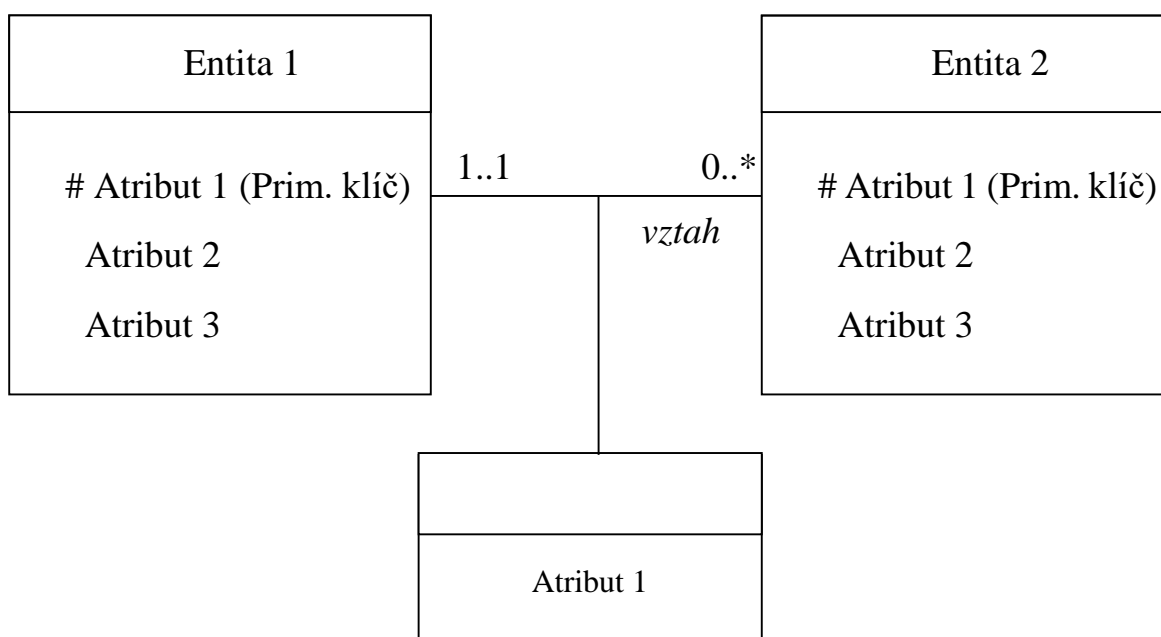 Entita 1
# Atribut 1 (Prim. klíč)
Atribut 2
Atribut 3
1..1
0..*
vztah
Entita 2
# Atribut 1 (Prim. klíč)
Atribut 2
Atribut 3
Atribut 1